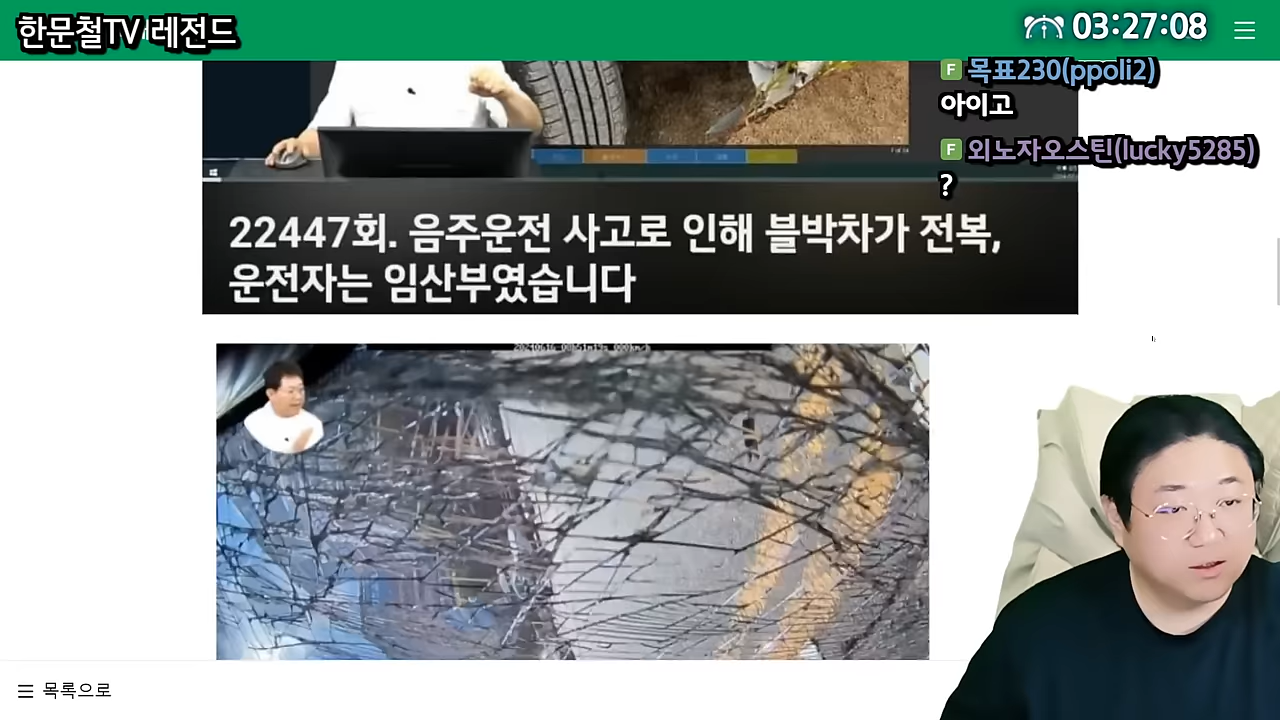 한문철TV 레전드
03:27:08
F 목표230(ppoli2)
아이고
F 외노자오스틴(lucky5285)
?
22447회. 음주운전 사고로 인해 블박차가 전복,
운전자는 임산부였습니다
목록으로